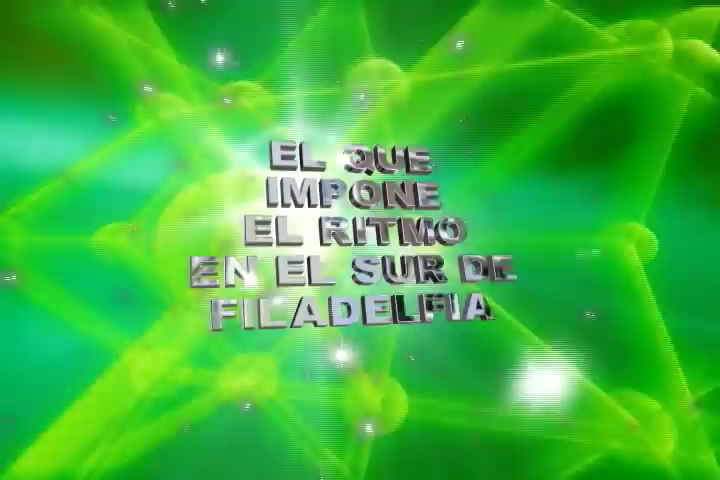 EL QUE
IMPONE
EL RITMO
EN EL SUR DE
FILADELFIA